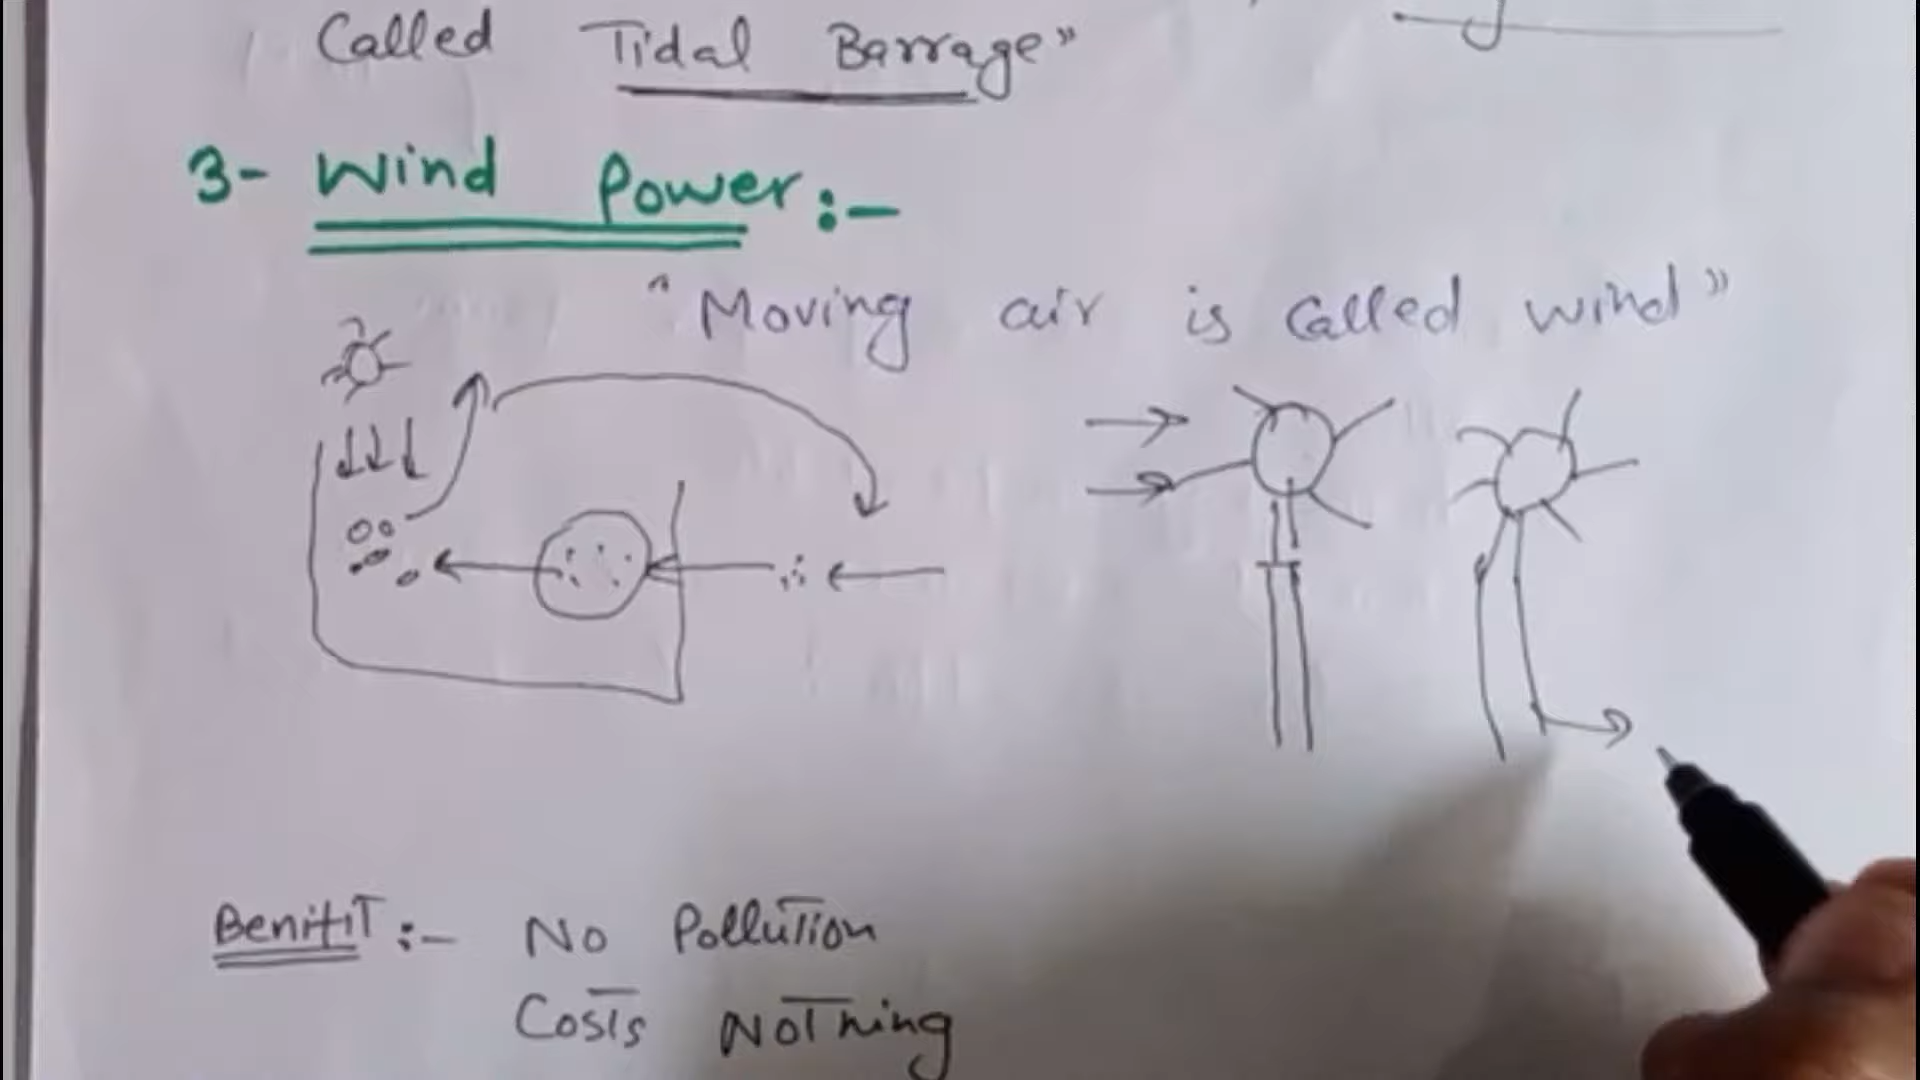 Called Tidal Barrage"
3- Wind Power:-
"Moving air is Called wind"
Benifit:- No Pollution
Costs Nothing